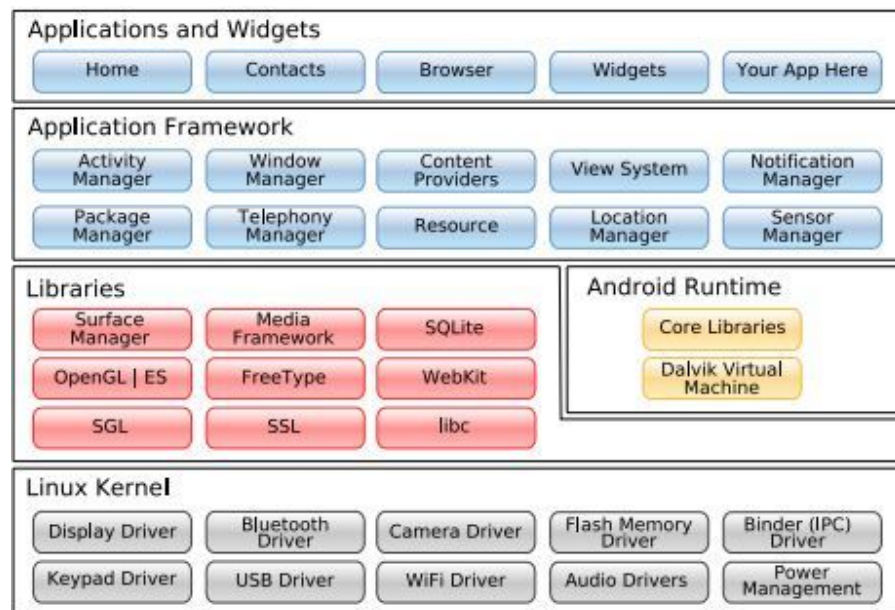 Applications and Widgets
Home
Contacts
Browser
Widgets
Your App Here
Application Framework
Activity
Manager
Window
Manager
Content
Providers
View System
Notification
Manager
Package
Manager
Telephony
Manager
Resource
Location
Manager
Sensor
Manager
Libraries
Surface
Manager
Media
Framework
SQLite
OpenGL | ES
FreeType
WebKit
SGL
SSL
libc
Android Runtime
Core Libraries
Dalvik Virtual
Machine
Linux Kernel
Display Driver
Bluetooth
Driver
Camera Driver
Flash Memory
Driver
Binder (IPC)
Driver
Keypad Driver
USB Driver
WiFi Driver
Audio Drivers
Power
Management